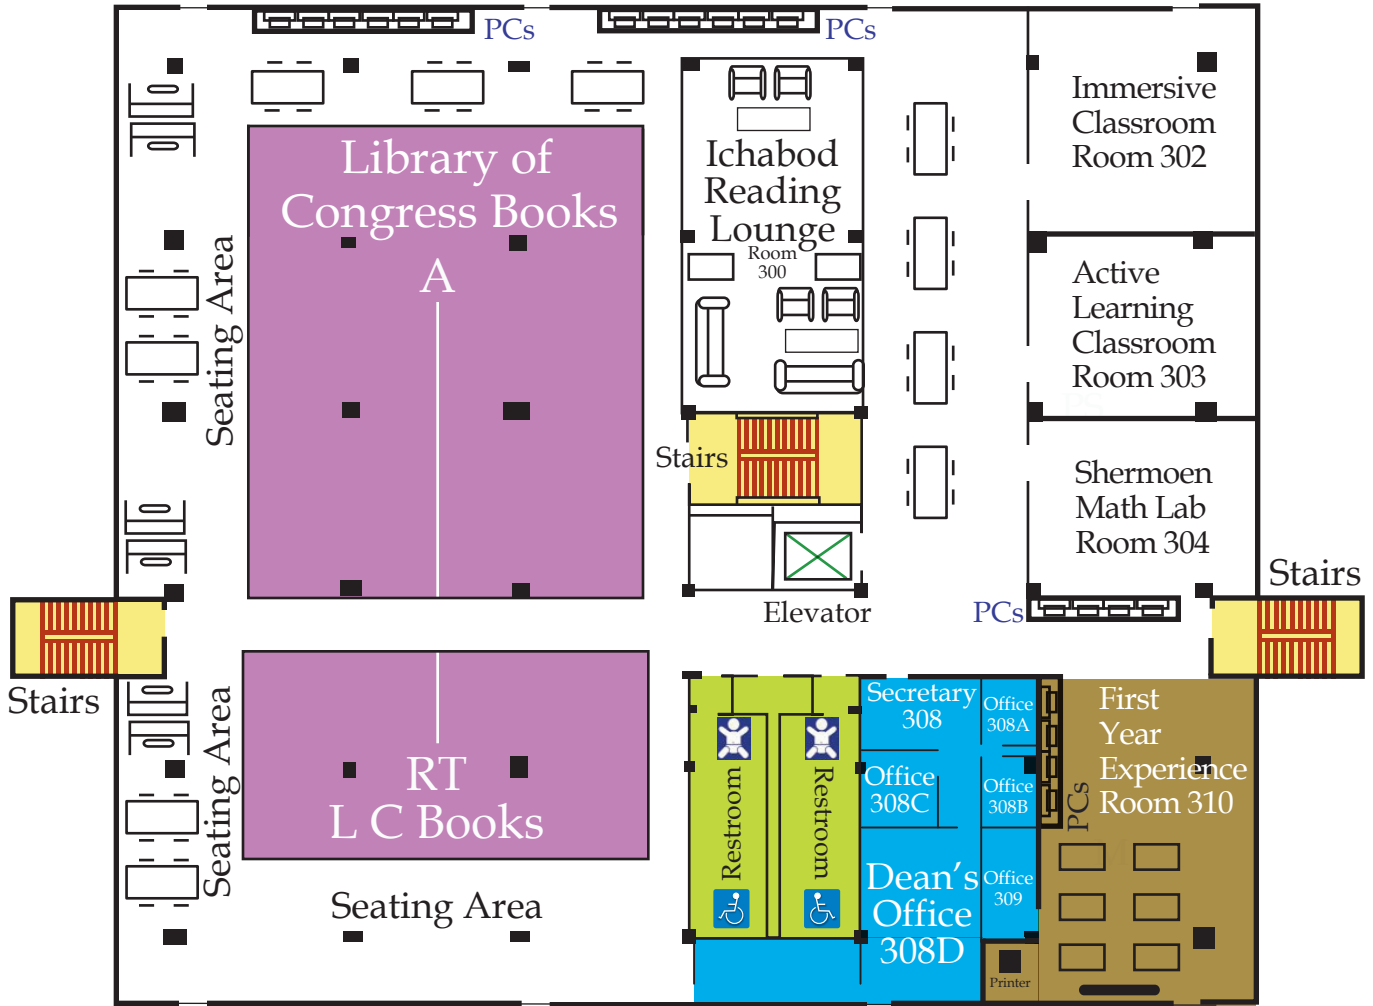 PCs
PCs
Library of
Congress Books
A
Seating Area
Ichabod
Reading
Lounge
Room
300
Immersive
Classroom
Room 302
Active
Learning
Classroom
Room 303
Stairs
Shermoen
Math Lab
Room 304
Elevator
PCs
Stairs
Stairs
Seating Area
RT
L C Books
Seating Area
Restroom
Restroom
Secretary
308
Office
308A
Office
308C
Office
308B
Dean's
Office
308D
Office
309
Printer
First
Year
Experience
Room 310
PCs